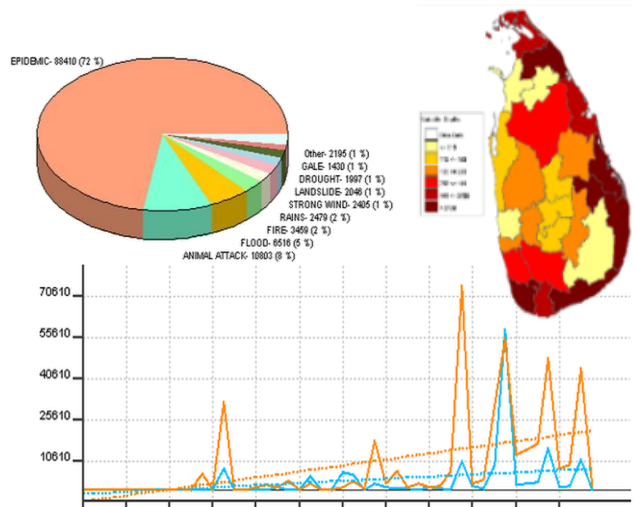 EPIDEMIC- 88410 (72 %)
Other- 2195 (1 %)
GALE- 1430 (1 %)
DROUGHT- 1997 (1 %)
LANDSLIDE- 2046 (1 %)
STRONG WIND- 2405 (1 %)
RAINS- 2479 (2 %)
FIRE- 3459 (2 %)
FLOOD- 6516 (5 %)
ANIMAL ATTACK- 10803 (8 %)
70610
55610
40610
25610
10610